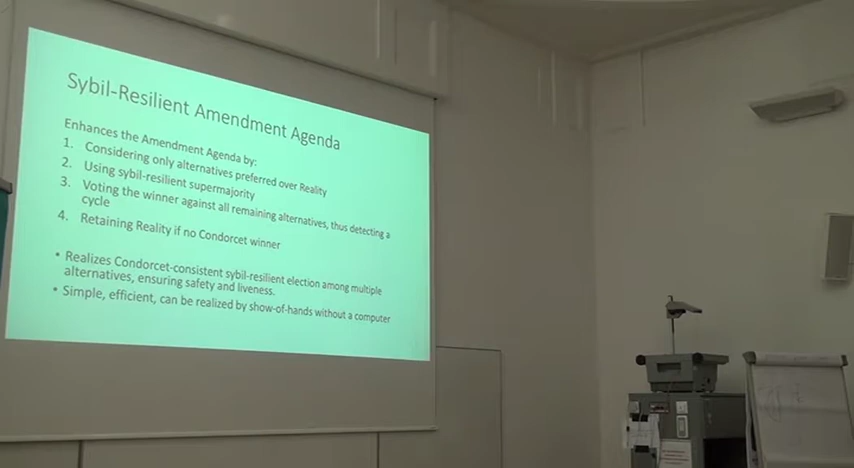 Sybil-Resilient Amendment Agenda
Enhances the Amendment Agenda by:
1. Considering only alternatives preferred over Reality
2. Using sybil-resilient supermajority
3. Voting the winner against all remaining alternatives, thus detecting a
cycle
4. Retaining Reality if no Condorcet winner
• Realizes Condorcet-consistent sybil-resilient election among multiple
alternatives, ensuring safety and liveness.
• Simple, efficient, can be realized by show-of-hands without a computer